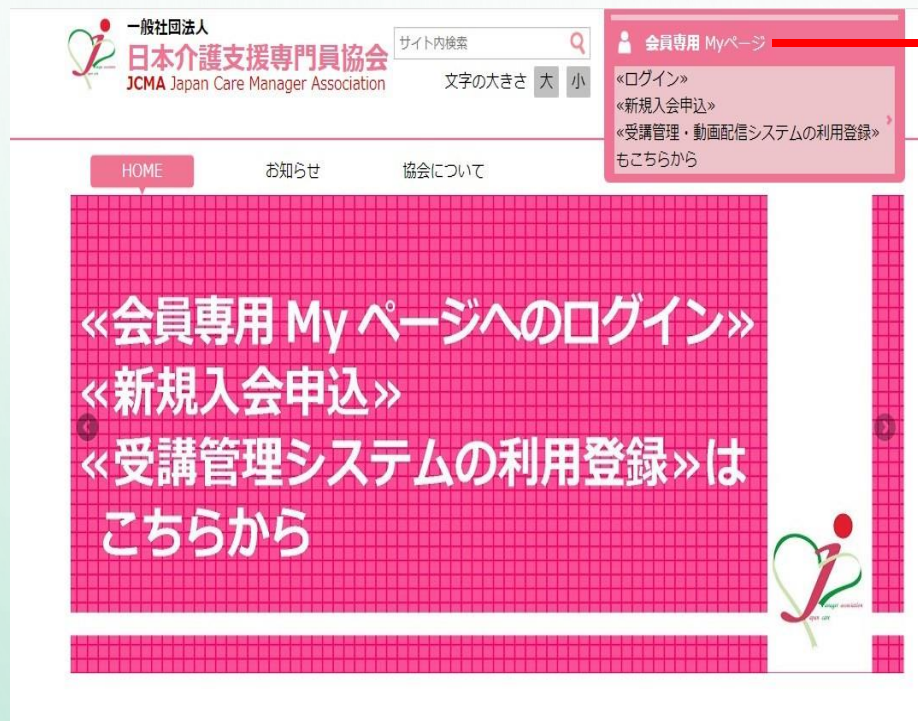 一般社団法人
日本介護支援専門員協会
JCMA Japan Care Manager Association
サイト内検索
文字の大きさ 大 小
会員専用 Myページ
«ログイン»
«新規入会申込»
«受講管理・動画配信システムの利用登録»
もこちらから
HOME お知らせ 協会について
«会員専用 My ページへのログイン»
«新規入会申込»
«受講管理システムの利用登録»は
こちらから